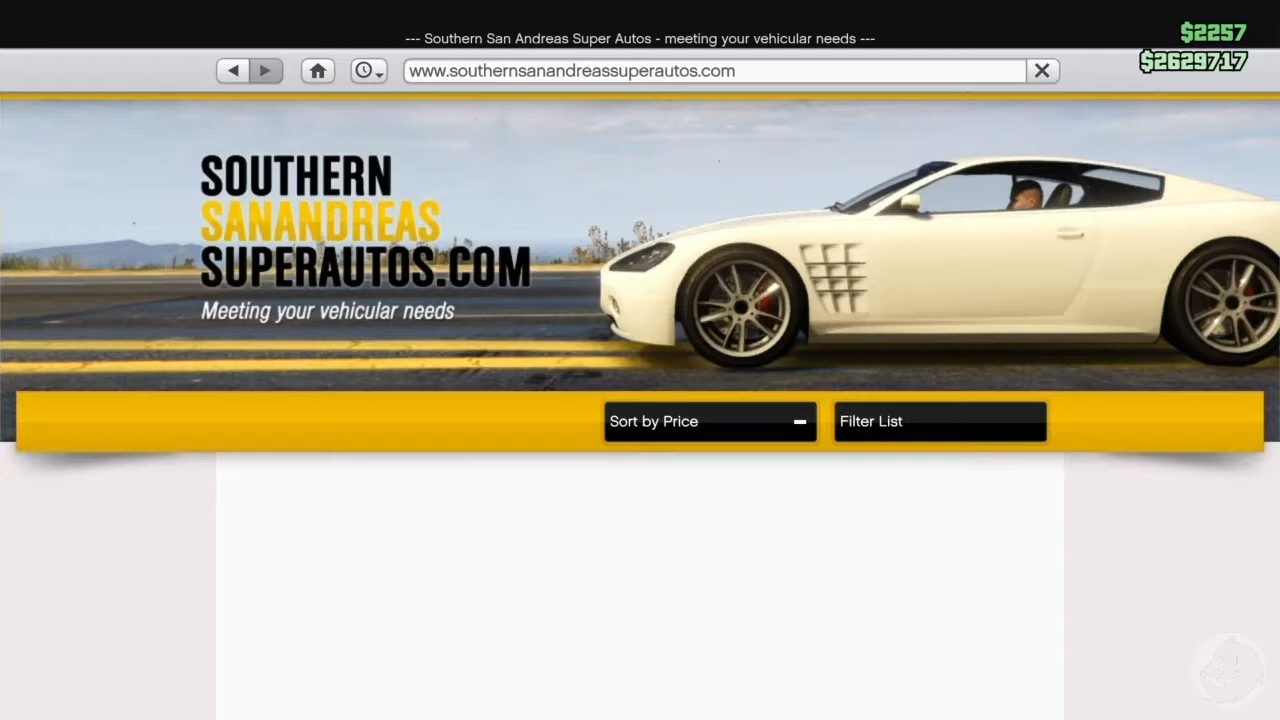 --- Southern San Andreas Super Autos - meeting your vehicular needs ---
$2257
$2629717
www.southernsanandreassuperautos.com
SOUTHERN
SANANDREAS
SUPERAUTOS.COM
Meeting your vehicular needs
Sort by Price
Filter List